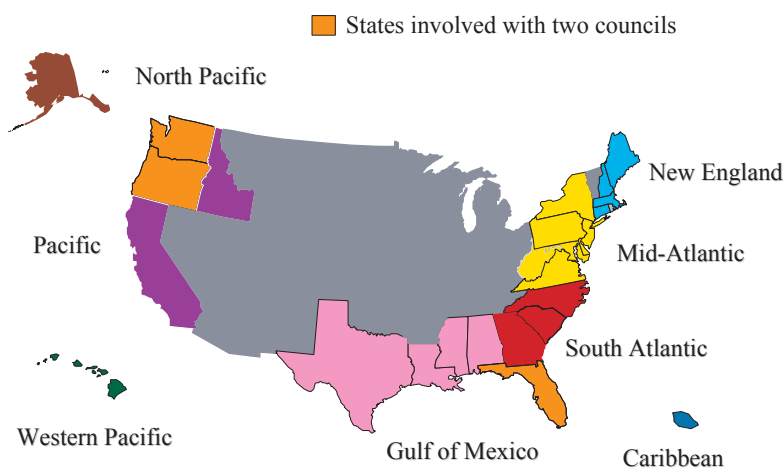 States involved with two councils
North Pacific
New England
Pacific
Mid-Atlantic
South Atlantic
Western Pacific
Gulf of Mexico
Caribbean